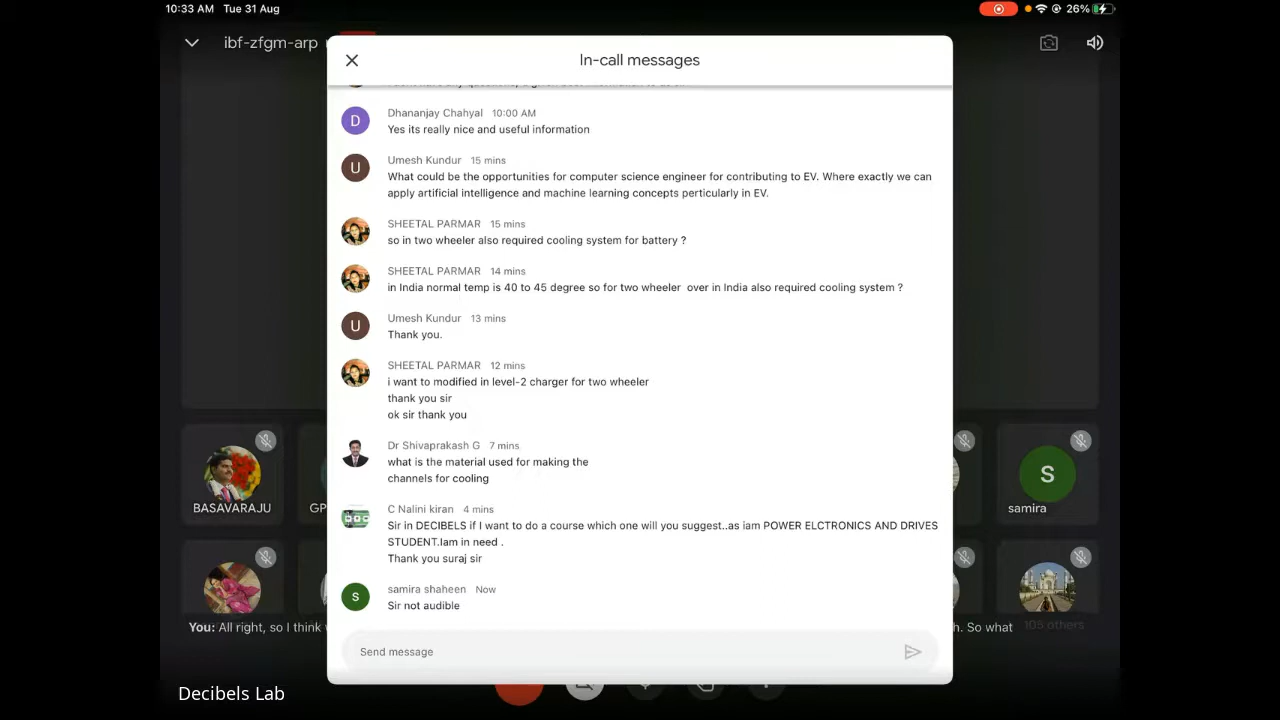 10:33 AM Tue 31 Aug
26%
ibf-zfgm-arp
In-call messages
Dhananjay Chahyal 10:00 AM
D
Yes its really nice and useful information
Umesh Kundur 15 mins
U
What could be the opportunities for computer science engineer for contributing to EV. Where exactly we can
apply artificial intelligence and machine learning concepts perticularly in EV.
SHEETAL PARMAR 15 mins
so in two wheeler also required cooling system for battery ?
SHEETAL PARMAR 14 mins
in India normal temp is 40 to 45 degree so for two wheeler over in India also required cooling system ?
Umesh Kundur 13 mins
U
Thank you.
SHEETAL PARMAR 12 mins
i want to modified in level-2 charger for two wheeler
thank you sir
ok sir thank you
Dr Shivaprakash G 7 mins
what is the material used for making the
channels for cooling
C Nalini kiran 4 mins
Sir in DECIBELS if I want to do a course which one will you suggest..as iam POWER ELCTRONICS AND DRIVES
STUDENT.Iam in need .
Thank you suraj sir
samira shaheen Now
S
Sir not audible
BASAVARAJU
GP
S
samira
105 others
You: All right, so I think
h. So what
Send message
Decibels Lab